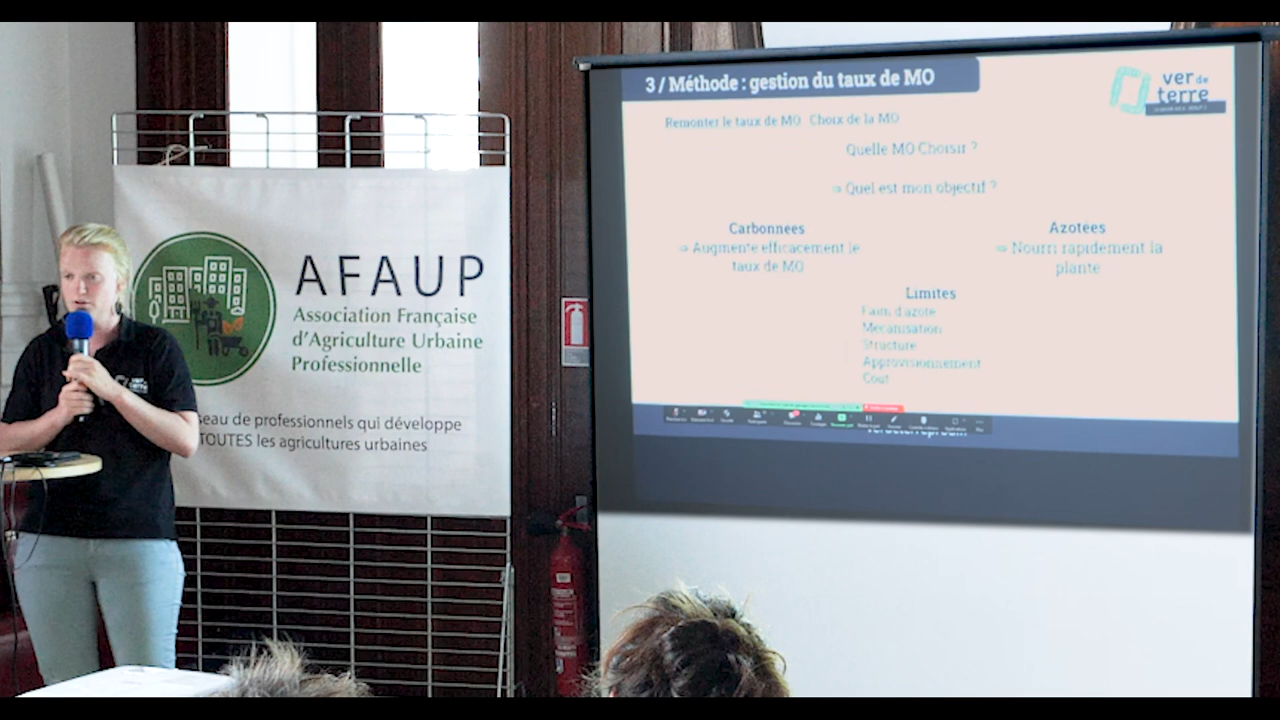 3 / Méthode : gestion du taux de MO
ver de
terre
Remonter le taux de MO Choix de la MO
Quelle MO Choisir ?
⇒ Quel est mon objectif ?
Carbonnées
⇒ Augmente efficacement le
taux de MO
Azotées
⇒ Nourri rapidement la
plante
Limites
Faim d'azote
Mécanisation
Structure
Approvisionnement
Cout
AFAUP
Association Française
d'Agriculture Urbaine
Professionnelle
seau de professionnels qui développe
TOUTES les agricultures urbaines